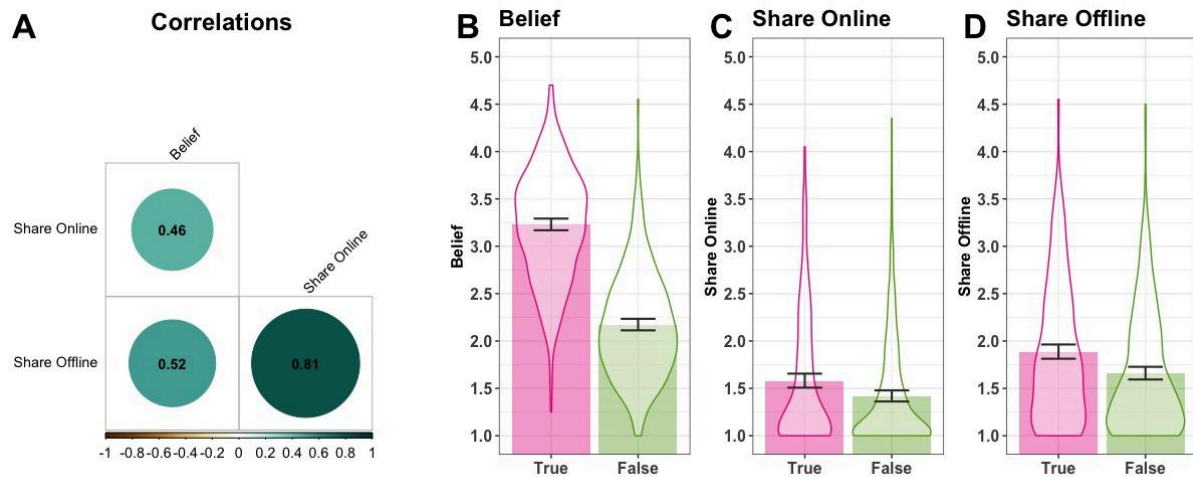 A Correlations
Belief
Share Online
0.46
Share Online
Share Offline
0.52
0.81
-1 -0.8 -0.6 -0.4 -0.2 0 0.2 0.4 0.6 0.8 1
B Belief
Belief
5.0
4.5
4.0
3.5
3.0
2.5
2.0
1.5
1.0
True False
C Share Online
Share Online
5.0
4.5
4.0
3.5
3.0
2.5
2.0
1.5
1.0
True False
D Share Offline
Share Offline
5.0
4.5
4.0
3.5
3.0
2.5
2.0
1.5
1.0
True False